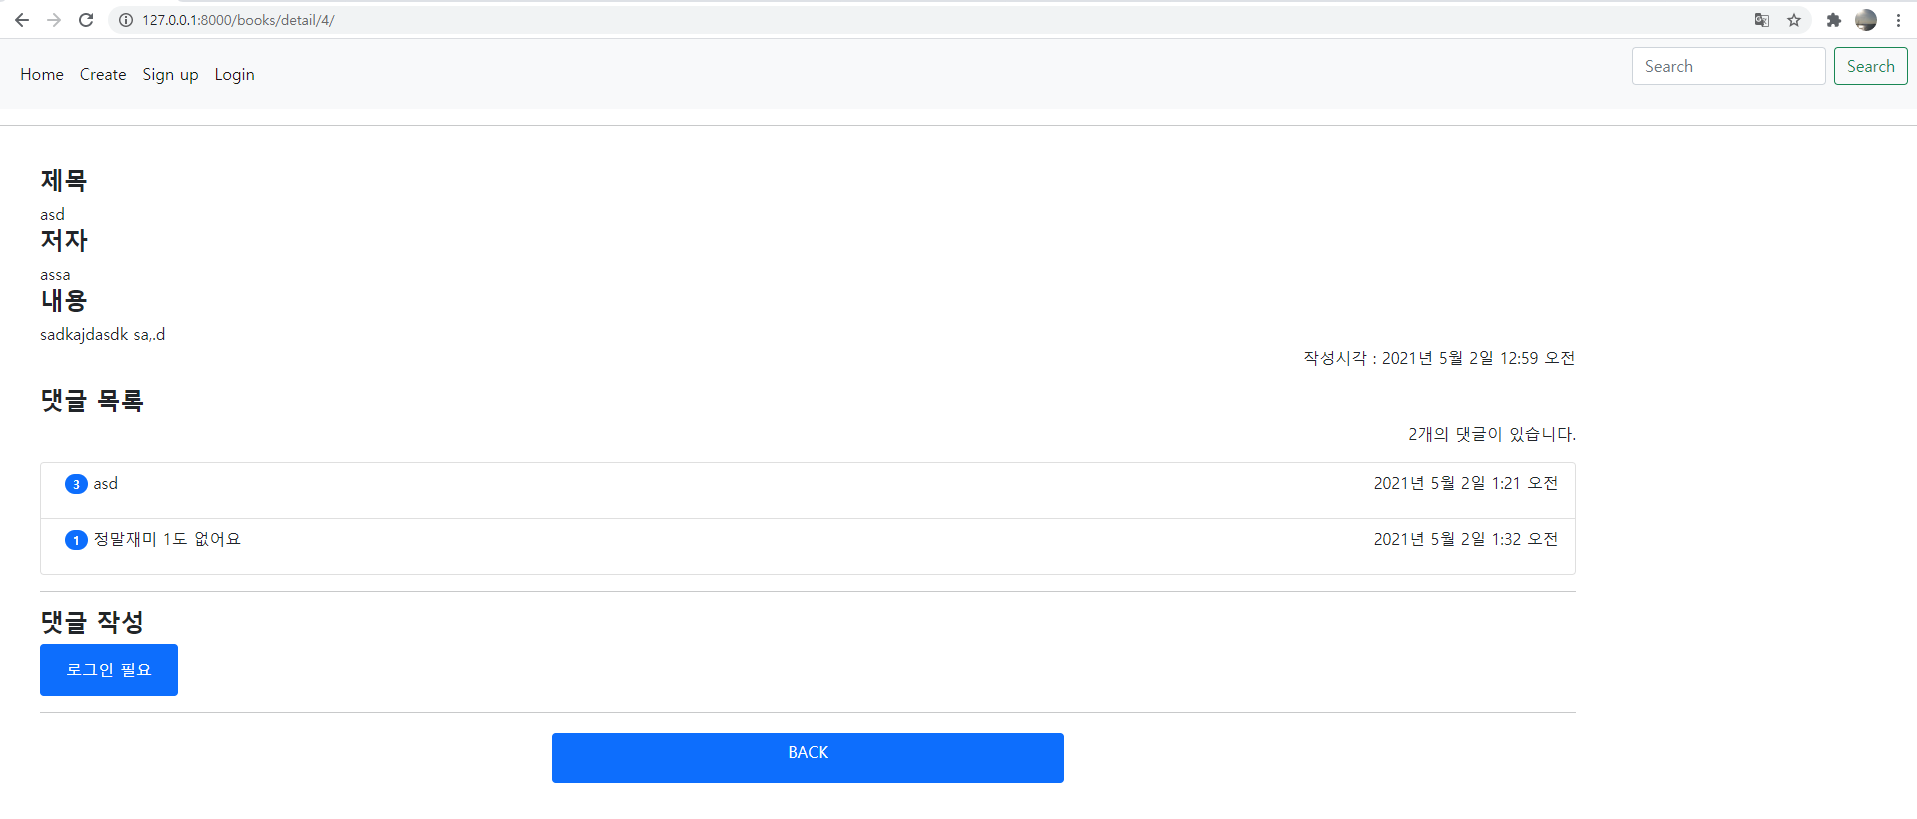 127.0.0.1:8000/books/detail/4/
Home Create Sign up Login Search Search
제목
asd
저자
assa
내용
sadkajdasdk sa,.d
작성시각 : 2021년 5월 2일 12:59 오전
댓글 목록
2개의 댓글이 있습니다.
3 asd 2021년 5월 2일 1:21 오전
1 정말재미 1도 없어요 2021년 5월 2일 1:32 오전
댓글 작성
로그인 필요
BACK